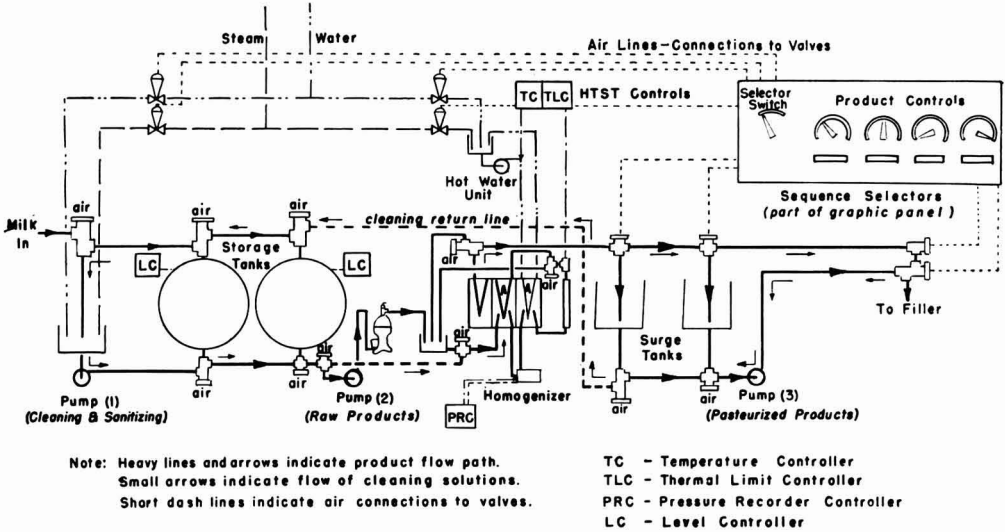 Steam
Water
Air Lines-Connections to Valves
TC TLC HTST Controls
Selector Switch
Product Controls
Hot Water
Unit
Sequence Selectors
(part of graphic panel)
Milk
In
air
air
air
cleaning return line
Storage
Tanks
air
air
LC
LC
A
A
To Filler
Surge
Tanks
air
air
air
air
air
air
Pump (1)
(Cleaning & Sanitizing)
Pump (2)
(Raw Products)
PRC
Homogenizer
Pump (3)
(Pasteurized Products)
Note: Heavy lines and arrows indicate product flow path.
Small arrows indicate flow of cleaning solutions.
Short dash lines indicate air connections to valves.
TC - Temperature Controller
TLC - Thermal Limit Controller
PRC - Pressure Recorder Controller
LC - Level Controller